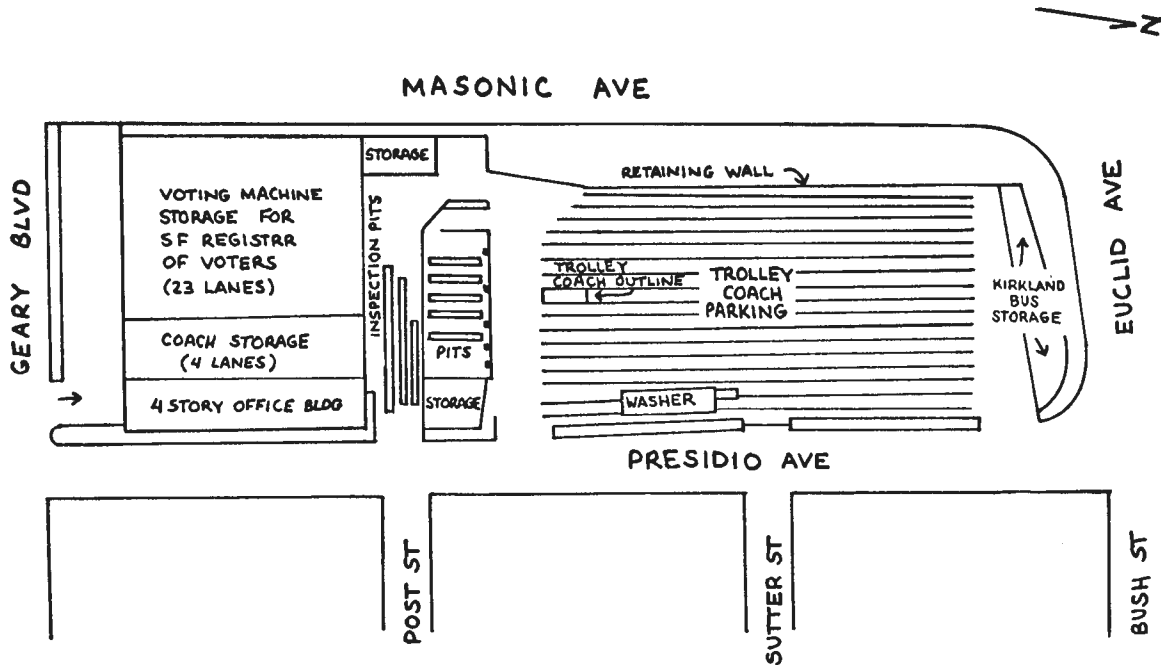 N
MASONIC AVE
GEARY BLVD
VOTING MACHINE
STORAGE FOR
SF REGISTRR
OF VOTERS
(23 LANES)
COACH STORAGE
(4 LANES)
4 STORY OFFICE BLDG
STORAGE
INSPECTION PITS
PITS
STORAGE
RETAINING WALL
TROLLEY
COACH OUTLINE
TROLLEY
COACH
PARKING
WASHER
KIRKLAND
BUS
STORAGE
EUCLID AVE
PRESIDIO AVE
POST ST
SUTTER ST
BUSH ST